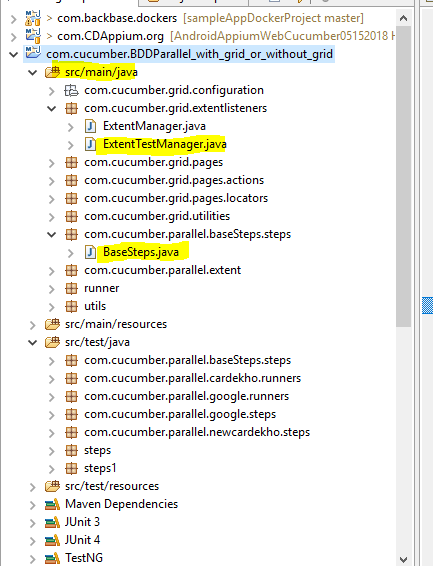 > com.backbase.dockers [sampleAppDockerProject master]
> com.CDAppium.org [AndroidAppiumWebCucumber05152018 H
com.cucumber.BDDParallel_with_grid_or_without_grid
src/main/java
com.cucumber.grid.configuration
com.cucumber.grid.extentlisteners
ExtentManager.java
ExtentTestManager.java
com.cucumber.grid.pages
com.cucumber.grid.pages.actions
com.cucumber.grid.pages.locators
com.cucumber.grid.utilities
com.cucumber.parallel.baseSteps.steps
BaseSteps.java
com.cucumber.parallel.extent
runner
utils
src/main/resources
src/test/java
com.cucumber.parallel.baseSteps.steps
com.cucumber.parallel.cardekho.runners
com.cucumber.parallel.google.runners
com.cucumber.parallel.google.steps
com.cucumber.parallel.newcardekho.steps
steps
steps1
src/test/resources
Maven Dependencies
JUnit 3
JUnit 4
TestNG